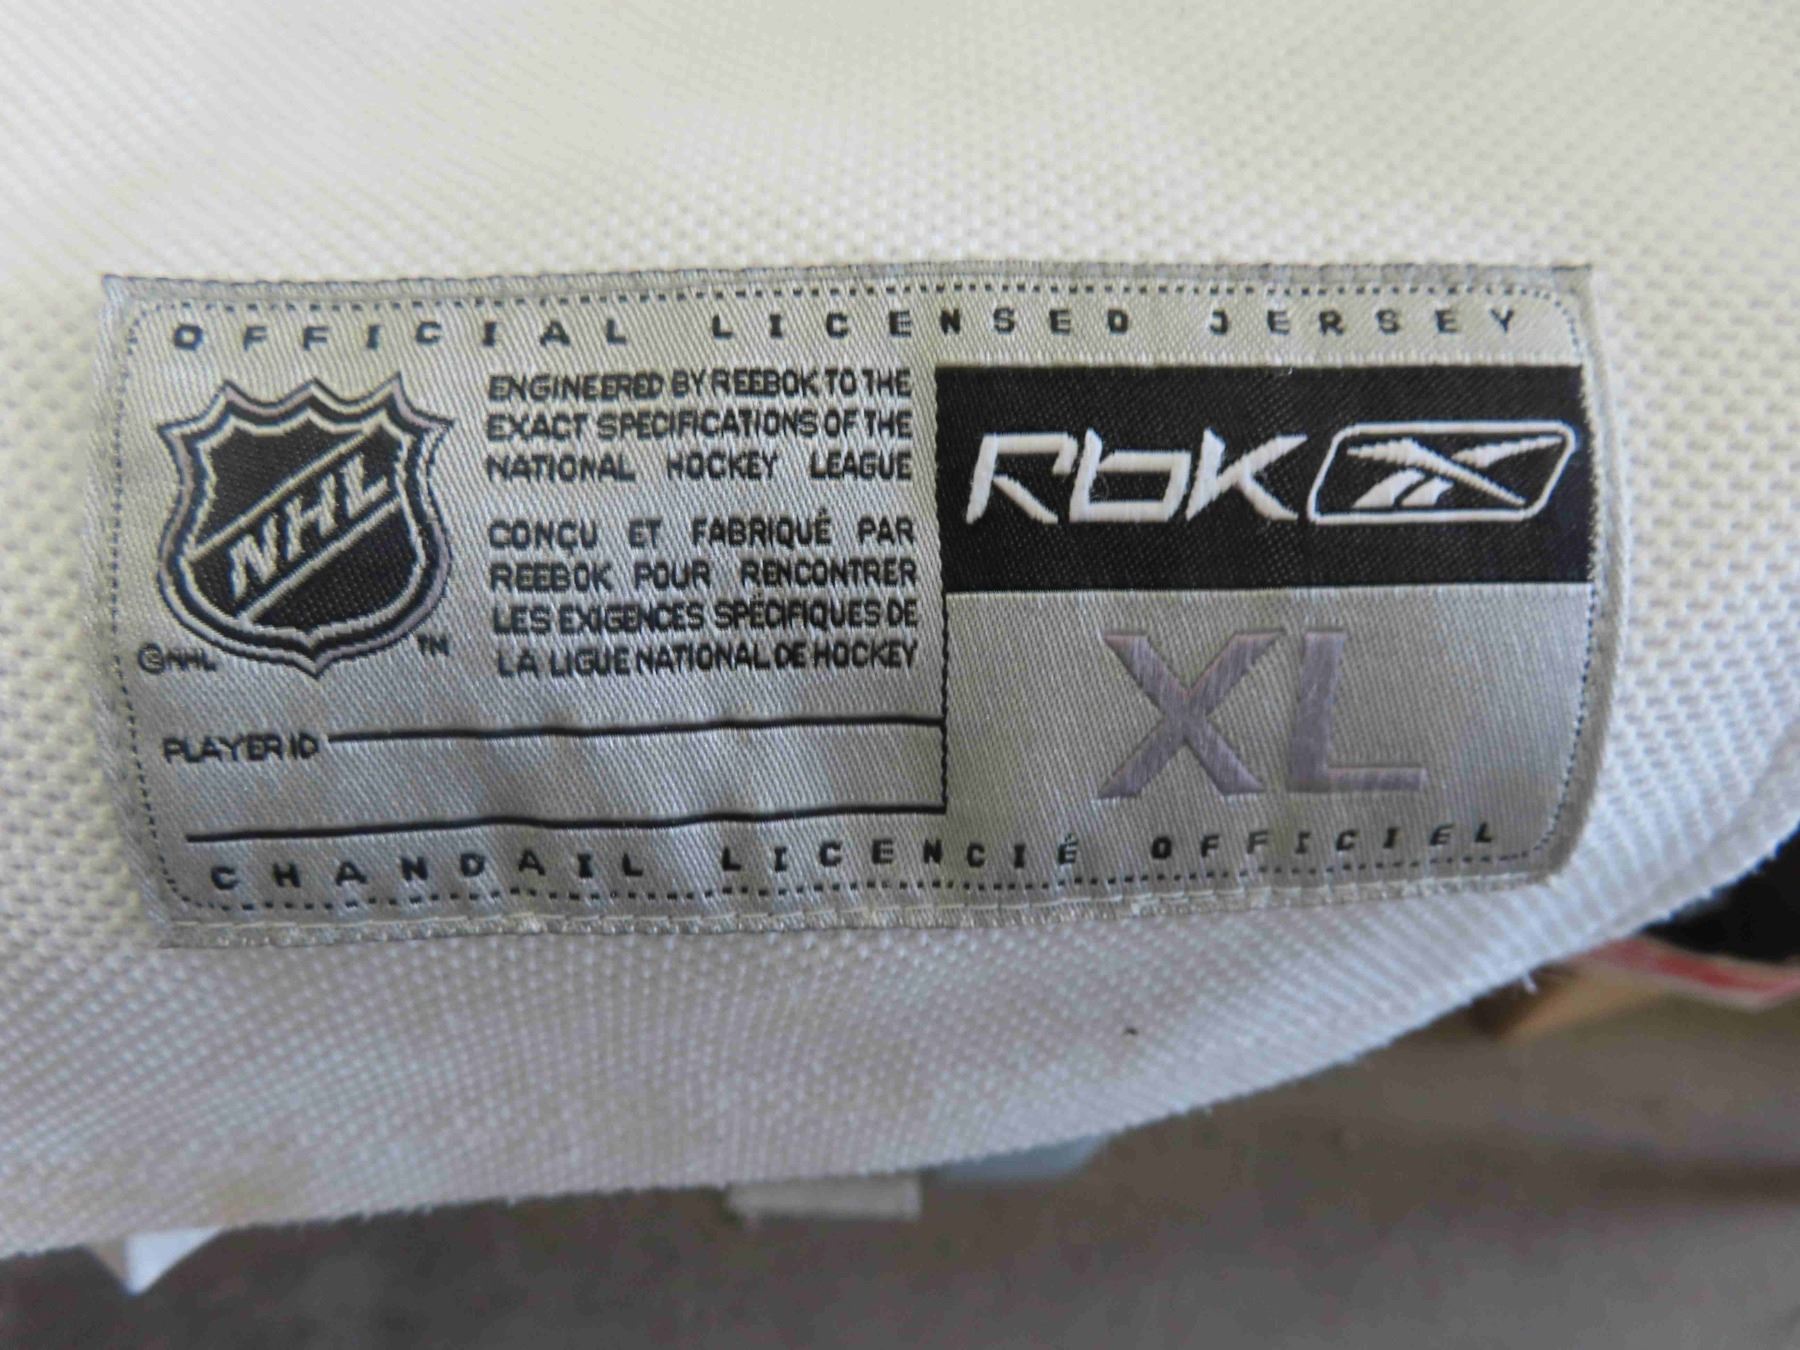 OFFICIAL LICENSED JERSEY
NHL
©NHL
TM
ENGINEERED BY REEBOK TO THE
EXACT SPECIFICATIONS OF THE
NATIONAL HOCKEY LEAGUE
CONÇU ET FABRIQUÉ PAR
REEBOK POUR RENCONTRER
LES EXIGENCES SPÉCIFIQUES DE
LA LIGUE NATIONAL DE HOCKEY
Rbk
XL
PLAYER ID
CHANDAIL LICENCIÉ OFFICIEL